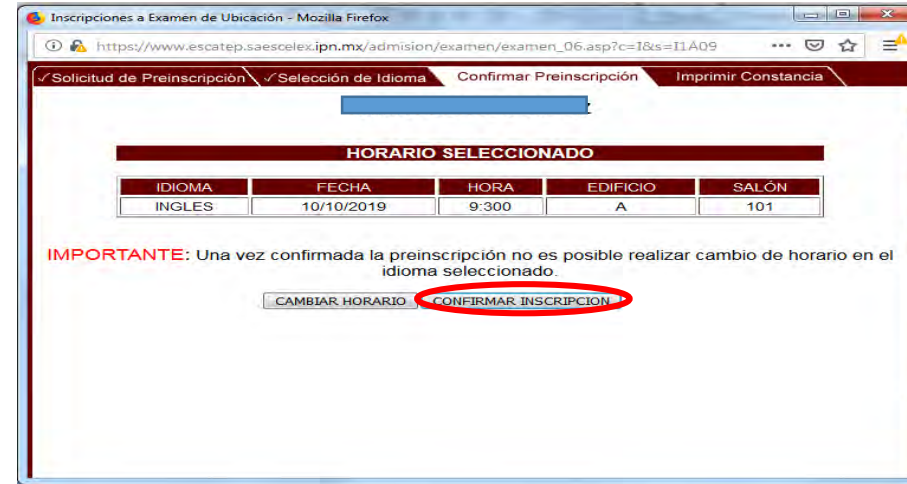 Inscripciones a Examen de Ubicación - Mozilla Firefox
https://www.escatep.saescelex.ipn.mx/admision/examen/examen_06.asp?c=I&s=I1A09
✓Solicitud de Preinscripción ✓Selección de Idioma Confirmar Preinscripción Imprimir Constancia
HORARIO SELECCIONADO
IDIOMA FECHA HORA EDIFICIO SALÓN
INGLES 10/10/2019 9:300 A 101
IMPORTANTE: Una vez confirmada la preinscripción no es posible realizar cambio de horario en el
idioma seleccionado.
CAMBIAR HORARIO CONFIRMAR INSCRIPCION